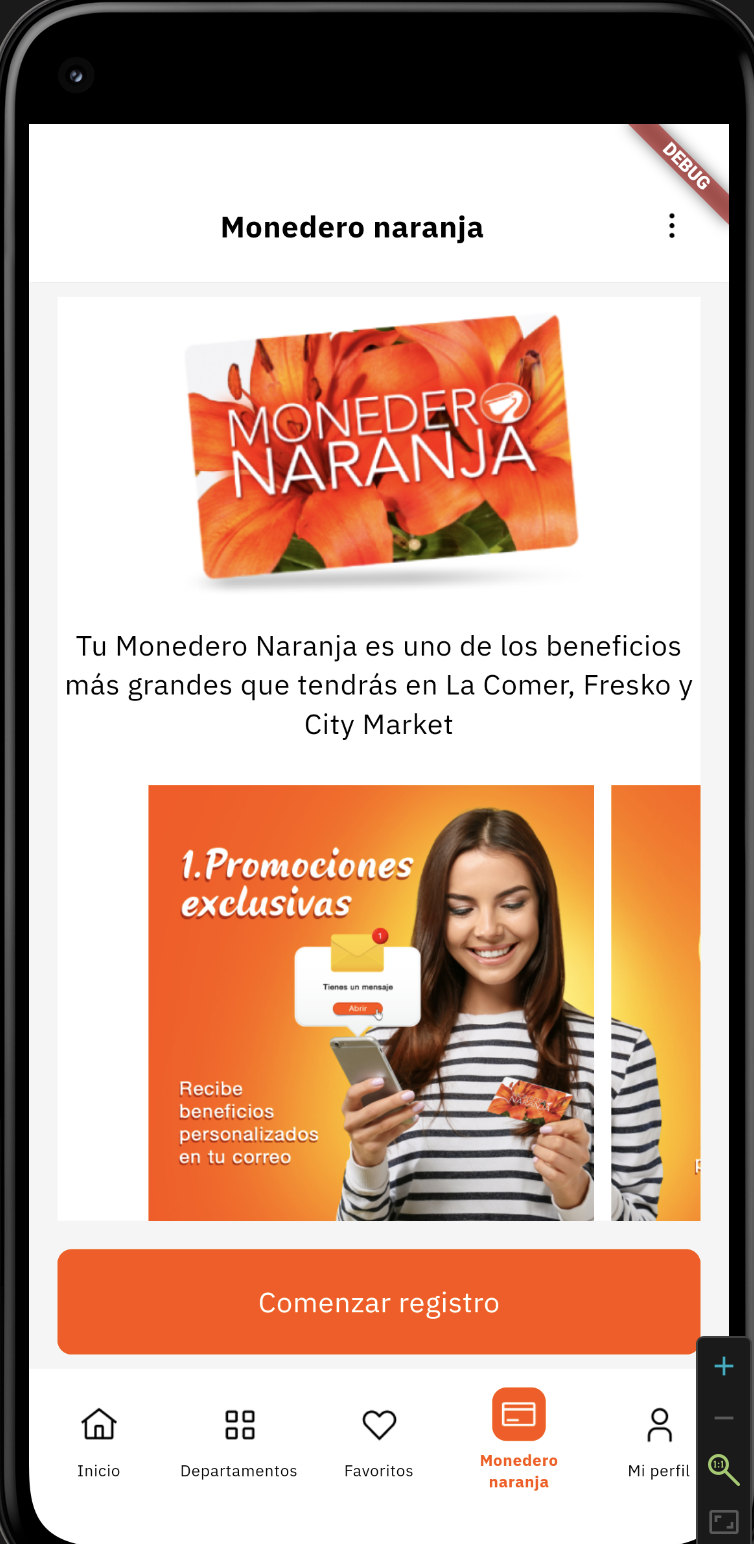 DEBUG
Monedero naranja
MONEDERO
NARANJA
Tu Monedero Naranja es uno de los beneficios
más grandes que tendrás en La Comer, Fresko y
City Market
1.Promociones
exclusivas
1
Tienes un mensaje
Abrir
Recibe
beneficios
personalizados
en tu correo
NARANJA
Comenzar registro
Inicio
Departamentos
Favoritos
Monedero
naranja
Mi perfil
1:1